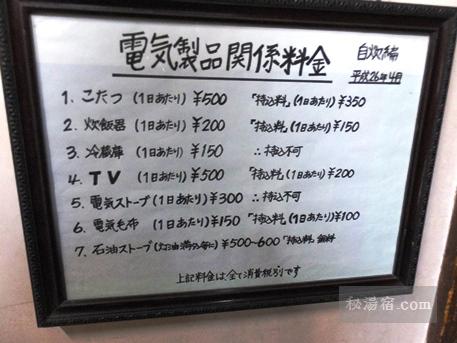 電気製品関係料金 自炊編
平成26年4月
1. こたつ (1日あたり) ¥500 「持込料」(1日あたり) ¥350
2. 炊飯器 (1日あたり) ¥200 「持込料」(1日あたり) ¥150
3. 冷蔵庫 (1日あたり) ¥150 ∴持込不可
4. TV (1日あたり) ¥500 「持込料」(1日あたり) ¥200
5. 電気ストーブ (1日あたり) ¥300 ∴持込不可
6. 電気毛布 (1日あたり) ¥150 「持込料」(1日あたり) ¥100
7. 石油ストーブ (灯油満タン毎に) ¥500~600 「持込料」無料
上記料金は全て消費税別です
秘湯宿.com